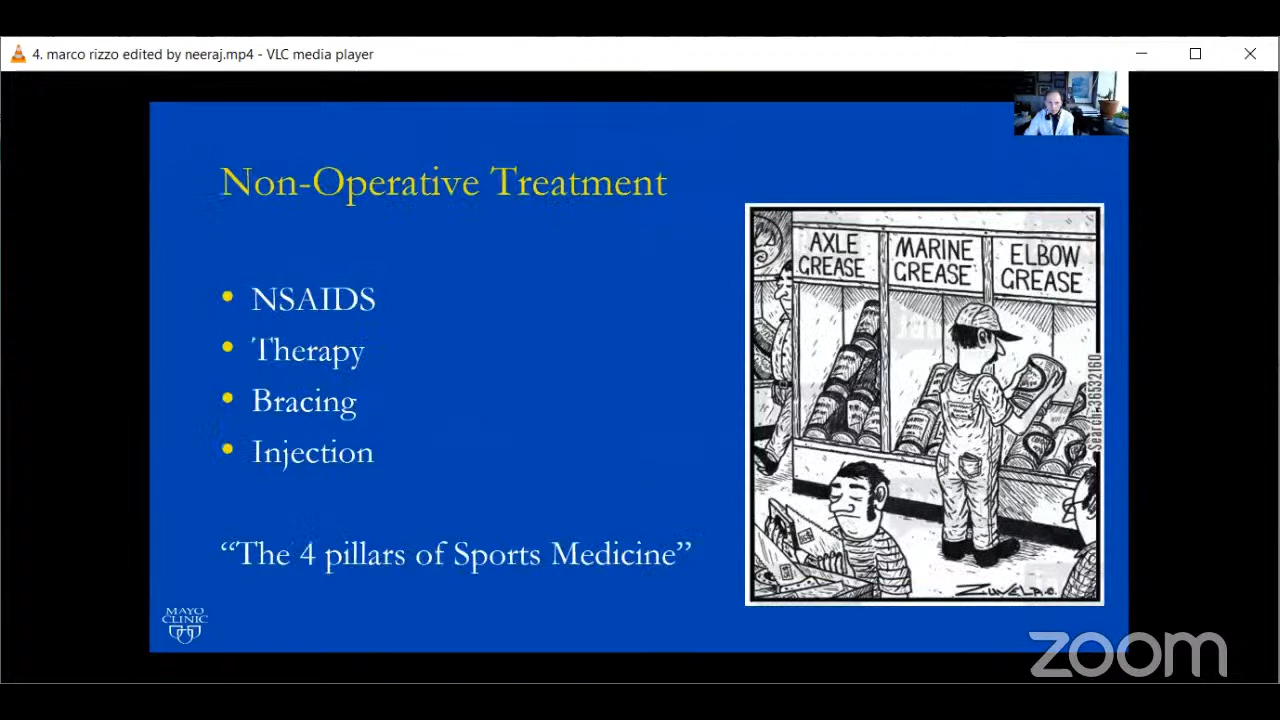 4. marco rizzo edited by neeraj.mp4 - VLC media player
Non-Operative Treatment
• NSAIDS
• Therapy
• Bracing
• Injection
“The 4 pillars of Sports Medicine”
AXLE
GREASE
MARINE
GREASE
ELBOW
GREASE
MAYO
CLINIC
zoom